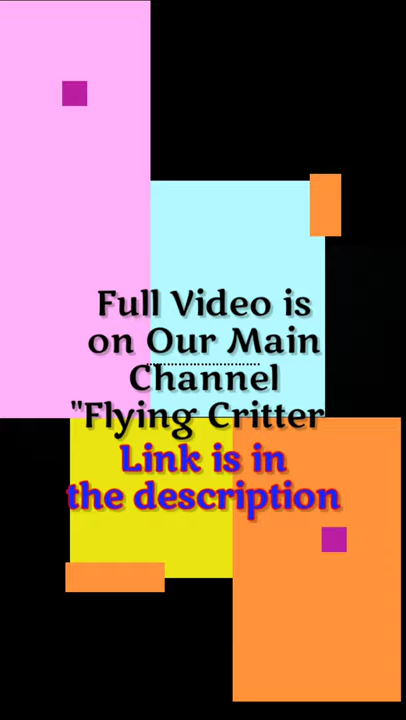 Full Video is
on Our Main
Channel
"Flying Critter
Link is in
the description